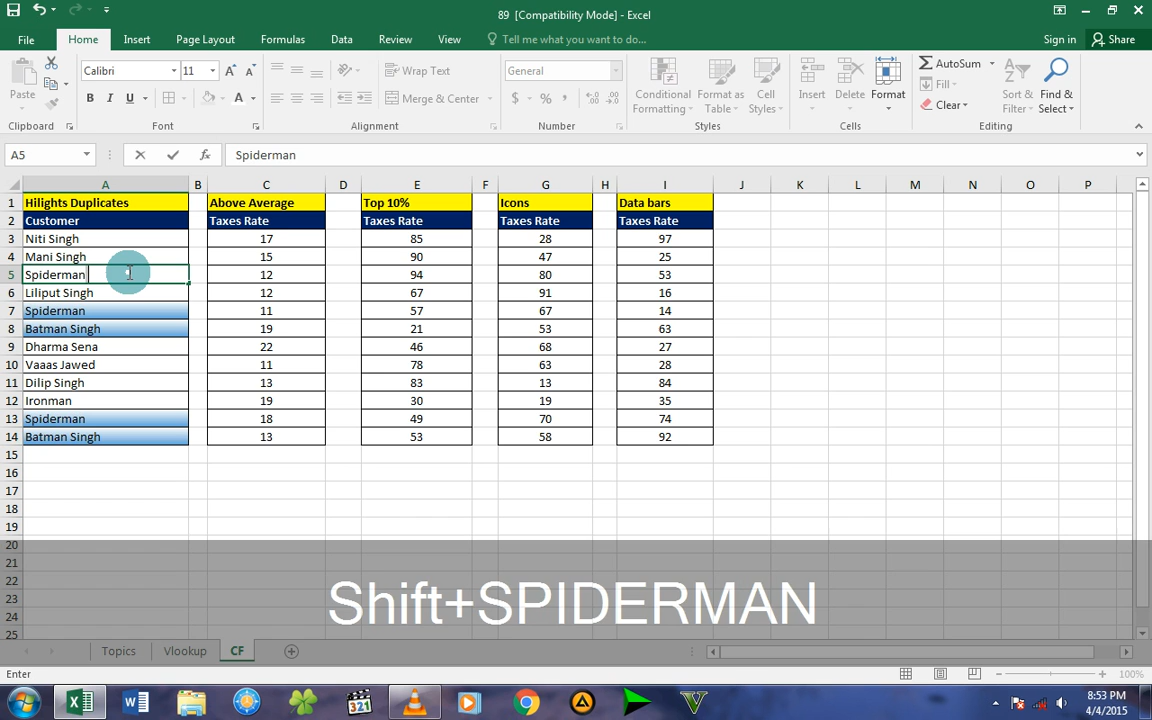 89 [Compatibility Mode] - Excel
File Home Insert Page Layout Formulas Data Review View Tell me what you want to do... Sign in Share
Paste Calibri 11 Wrap Text General Conditional Formatting Format as Table Cell Styles Insert Delete Format AutoSum Sort & Filter Find & Select
B I U A Merge & Center $ % , Fill Clear
Clipboard Font Alignment Number Styles Cells Editing
A5 fx Spiderman
A B C D E F G H I J K L M N O P
1 Hilights Duplicates Above Average Top 10% Icons Data bars
2 Customer Taxes Rate Taxes Rate Taxes Rate Taxes Rate
3 Niti Singh 17 85 28 97
4 Mani Singh 15 90 47 25
5 Spiderman 12 94 80 53
6 Liliput Singh 12 67 91 16
7 Spiderman 11 57 67 14
8 Batman Singh 19 21 53 63
9 Dharma Sena 22 46 68 27
10 Vaaas Jawed 11 78 63 28
11 Dilip Singh 13 83 13 84
12 Ironman 19 30 19 35
13 Spiderman 18 49 70 74
14 Batman Singh 13 53 58 92
15
16
17
18
19
20
21
22
23
24
25
Shift+SPIDERMAN
Topics Vlookup CF
Enter 100%
8:53 PM
4/4/2015